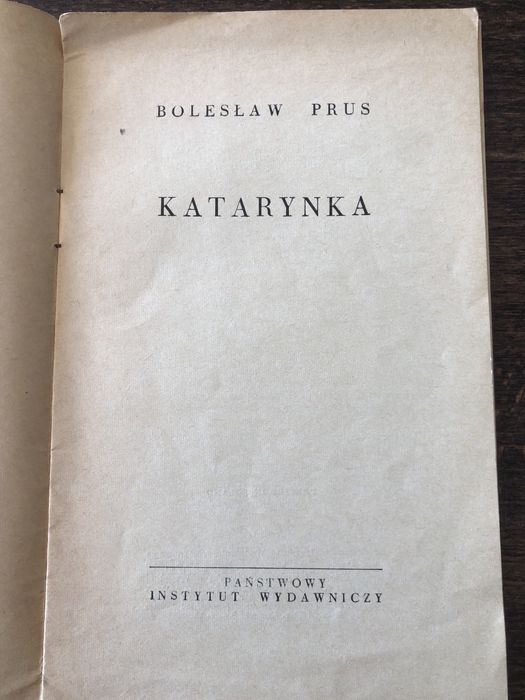 BOLESŁAW PRUS
KATARYNKA
PAŃSTWOWY
INSTYTUT WYDAWNICZY